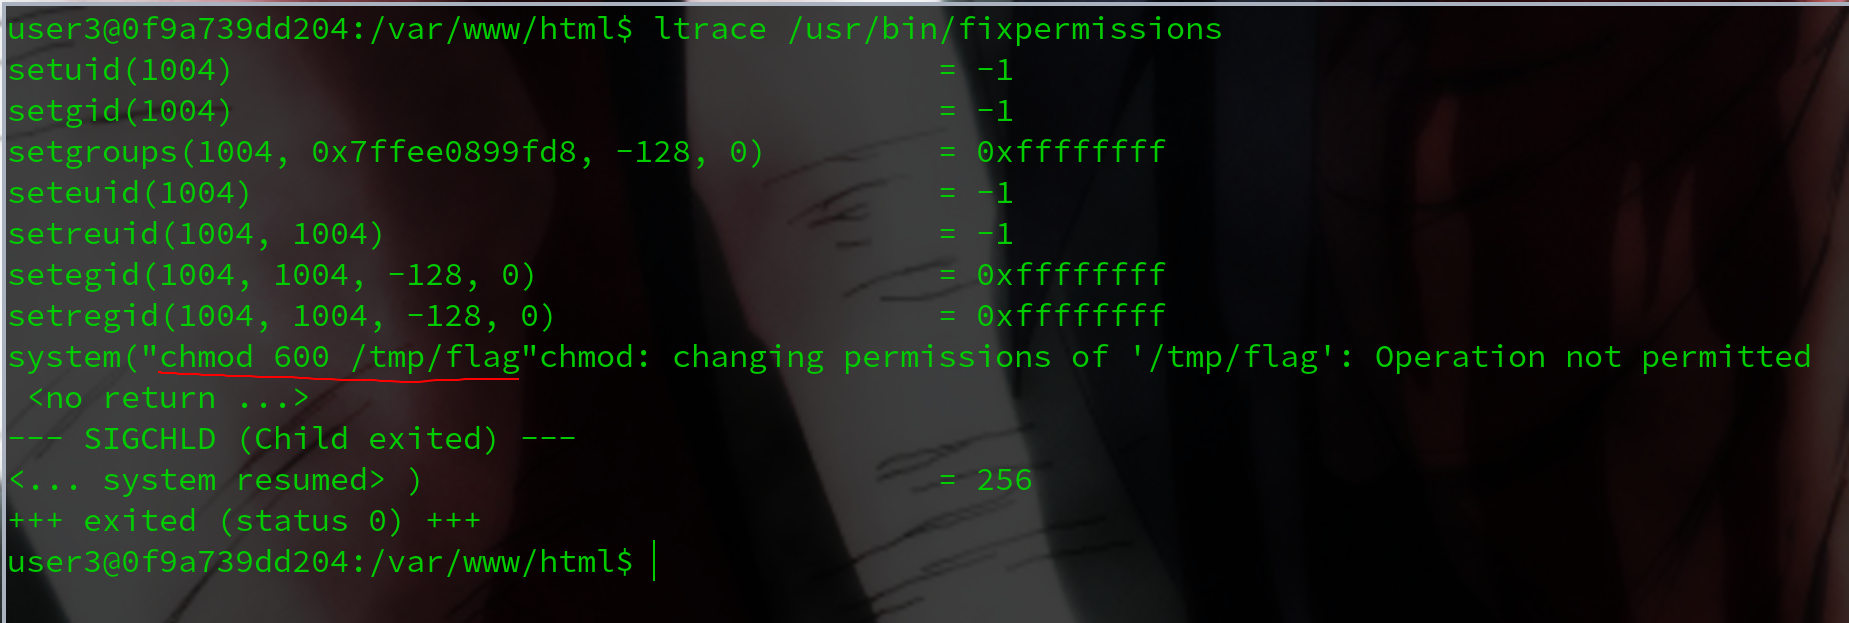 user3@0f9a739dd204:/var/www/html$ ltrace /usr/bin/fixpermissions
setuid(1004) = -1
setgid(1004) = -1
setgroups(1004, 0x7ffee0899fd8, -128, 0) = 0xffffffff
seteuid(1004) = -1
setreuid(1004, 1004) = -1
setegid(1004, 1004, -128, 0) = 0xffffffff
setregid(1004, 1004, -128, 0) = 0xffffffff
system("chmod 600 /tmp/flag"chmod: changing permissions of '/tmp/flag': Operation not permitted
 <no return ...>
--- SIGCHLD (Child exited) ---
<... system resumed> ) = 256
+++ exited (status 0) +++
user3@0f9a739dd204:/var/www/html$